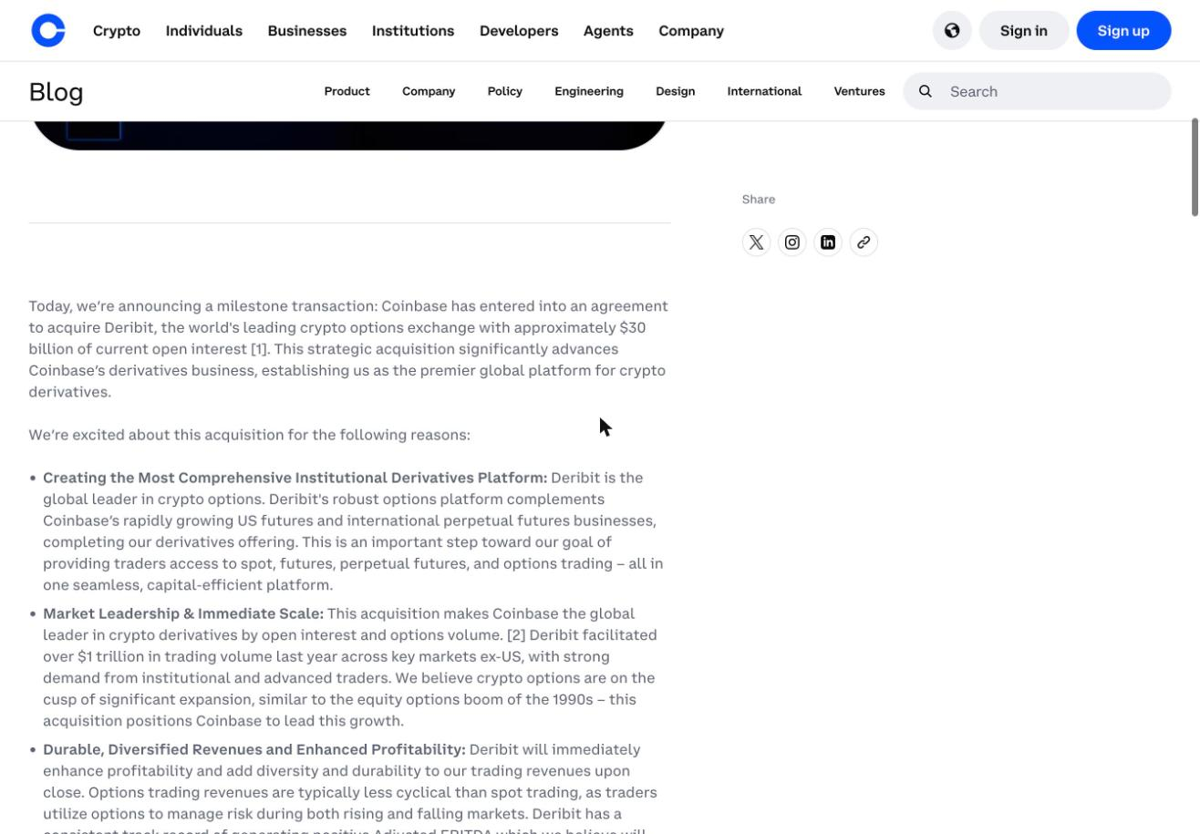 Crypto Individuals Businesses Institutions Developers Agents Company Sign in Sign up
Blog Product Company Policy Engineering Design International Ventures Search
Share
Today, we’re announcing a milestone transaction: Coinbase has entered into an agreement
to acquire Deribit, the world's leading crypto options exchange with approximately $30
billion of current open interest [1]. This strategic acquisition significantly advances
Coinbase’s derivatives business, establishing us as the premier global platform for crypto
derivatives.
We’re excited about this acquisition for the following reasons:
• Creating the Most Comprehensive Institutional Derivatives Platform: Deribit is the
global leader in crypto options. Deribit's robust options platform complements
Coinbase’s rapidly growing US futures and international perpetual futures businesses,
completing our derivatives offering. This is an important step toward our goal of
providing traders access to spot, futures, perpetual futures, and options trading – all in
one seamless, capital-efficient platform.
• Market Leadership & Immediate Scale: This acquisition makes Coinbase the global
leader in crypto derivatives by open interest and options volume. [2] Deribit facilitated
over $1 trillion in trading volume last year across key markets ex-US, with strong
demand from institutional and advanced traders. We believe crypto options are on the
cusp of significant expansion, similar to the equity options boom of the 1990s – this
acquisition positions Coinbase to lead this growth.
• Durable, Diversified Revenues and Enhanced Profitability: Deribit will immediately
enhance profitability and add diversity and durability to our trading revenues upon
close. Options trading revenues are typically less cyclical than spot trading, as traders
utilize options to manage risk during both rising and falling markets. Deribit has a
consistent track record of generating positive Adjusted EBITDA which we believe will